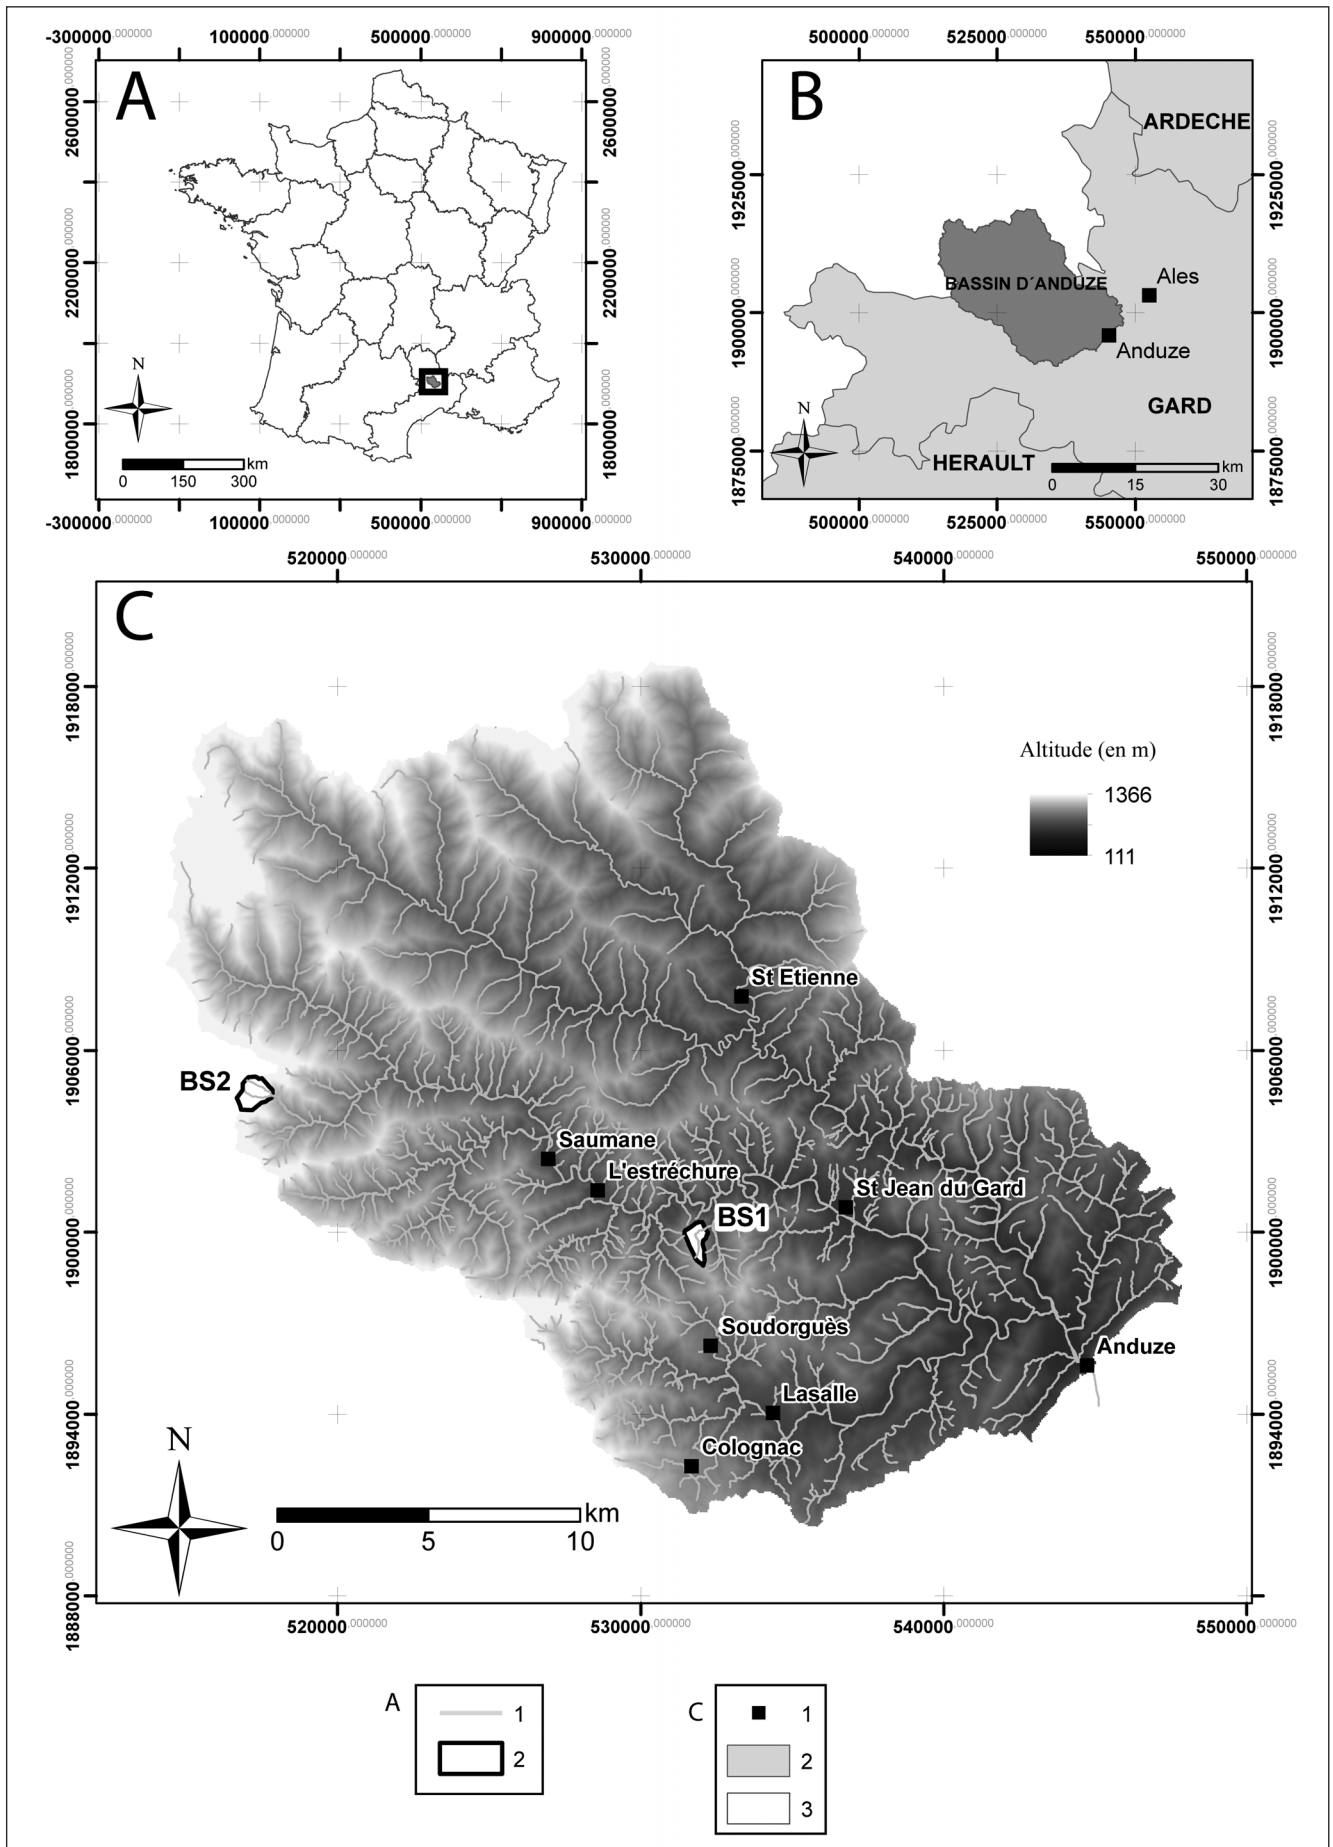 -300000,000000 100000,000000 500000,000000 900000,000000
A
2600000,000000
2200000,000000
1800000,000000
2600000,000000
2200000,000000
1800000,000000
N
km
0 150 300
-300000,000000 100000,000000 500000,000000 900000,000000
500000,000000 525000,000000 550000,000000
B
1925000,000000
1900000,000000
1875000,000000
1925000,000000
1900000,000000
1875000,000000
ARDECHE
BASSIN D´ANDUZE
Ales
Anduze
GARD
HERAULT
N
km
0 15 30
500000,000000 525000,000000 550000,000000
520000,000000 530000,000000 540000,000000 550000,000000
C
1918000,000000
1912000,000000
1906000,000000
1900000,000000
1894000,000000
1888000,000000
1918000,000000
1912000,000000
1906000,000000
1900000,000000
1894000,000000
Altitude (en m)
1366
111
St Etienne
BS2
Saumane
L'estréchure
St Jean du Gard
BS1
Soudorguès
Anduze
Lasalle
Colognac
N
km
0 5 10
520000,000000 530000,000000 540000,000000 550000,000000
A
1
2
C
1
2
3